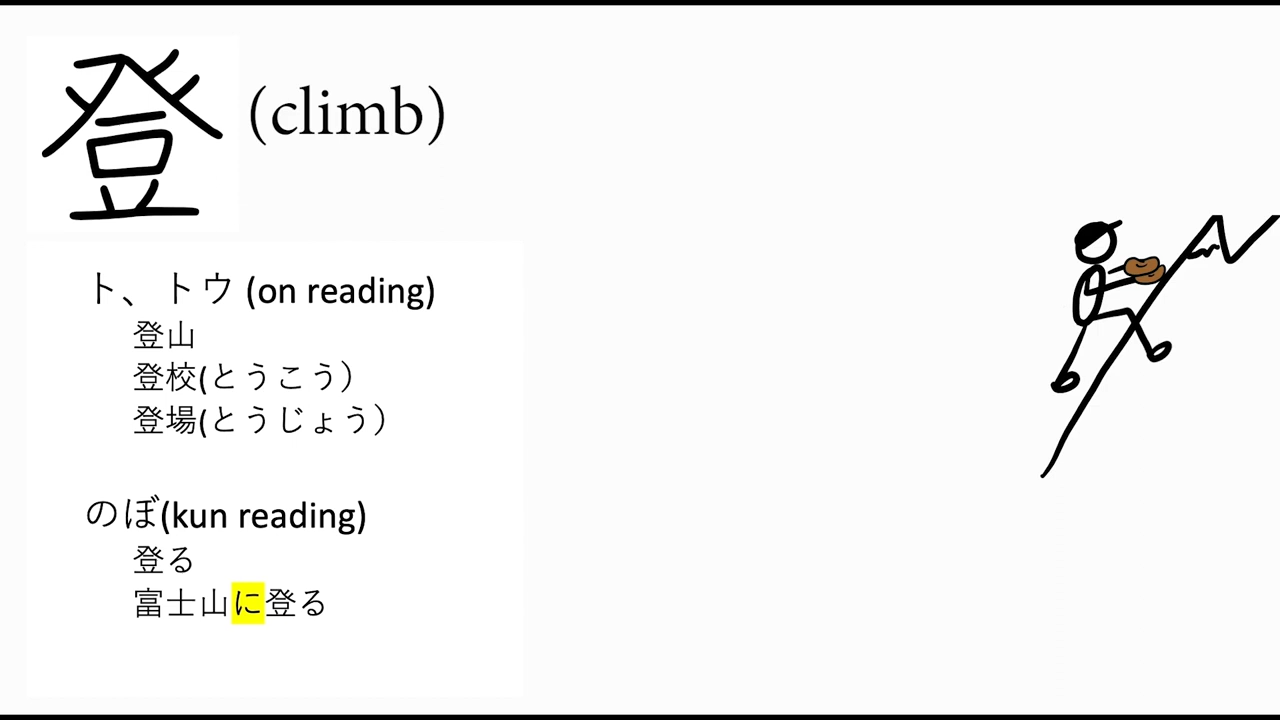 登 (climb)
ト、トウ (on reading)
登山
登校(とうこう）
登場(とうじょう）
のぼ(kun reading)
登る
富士山に登る